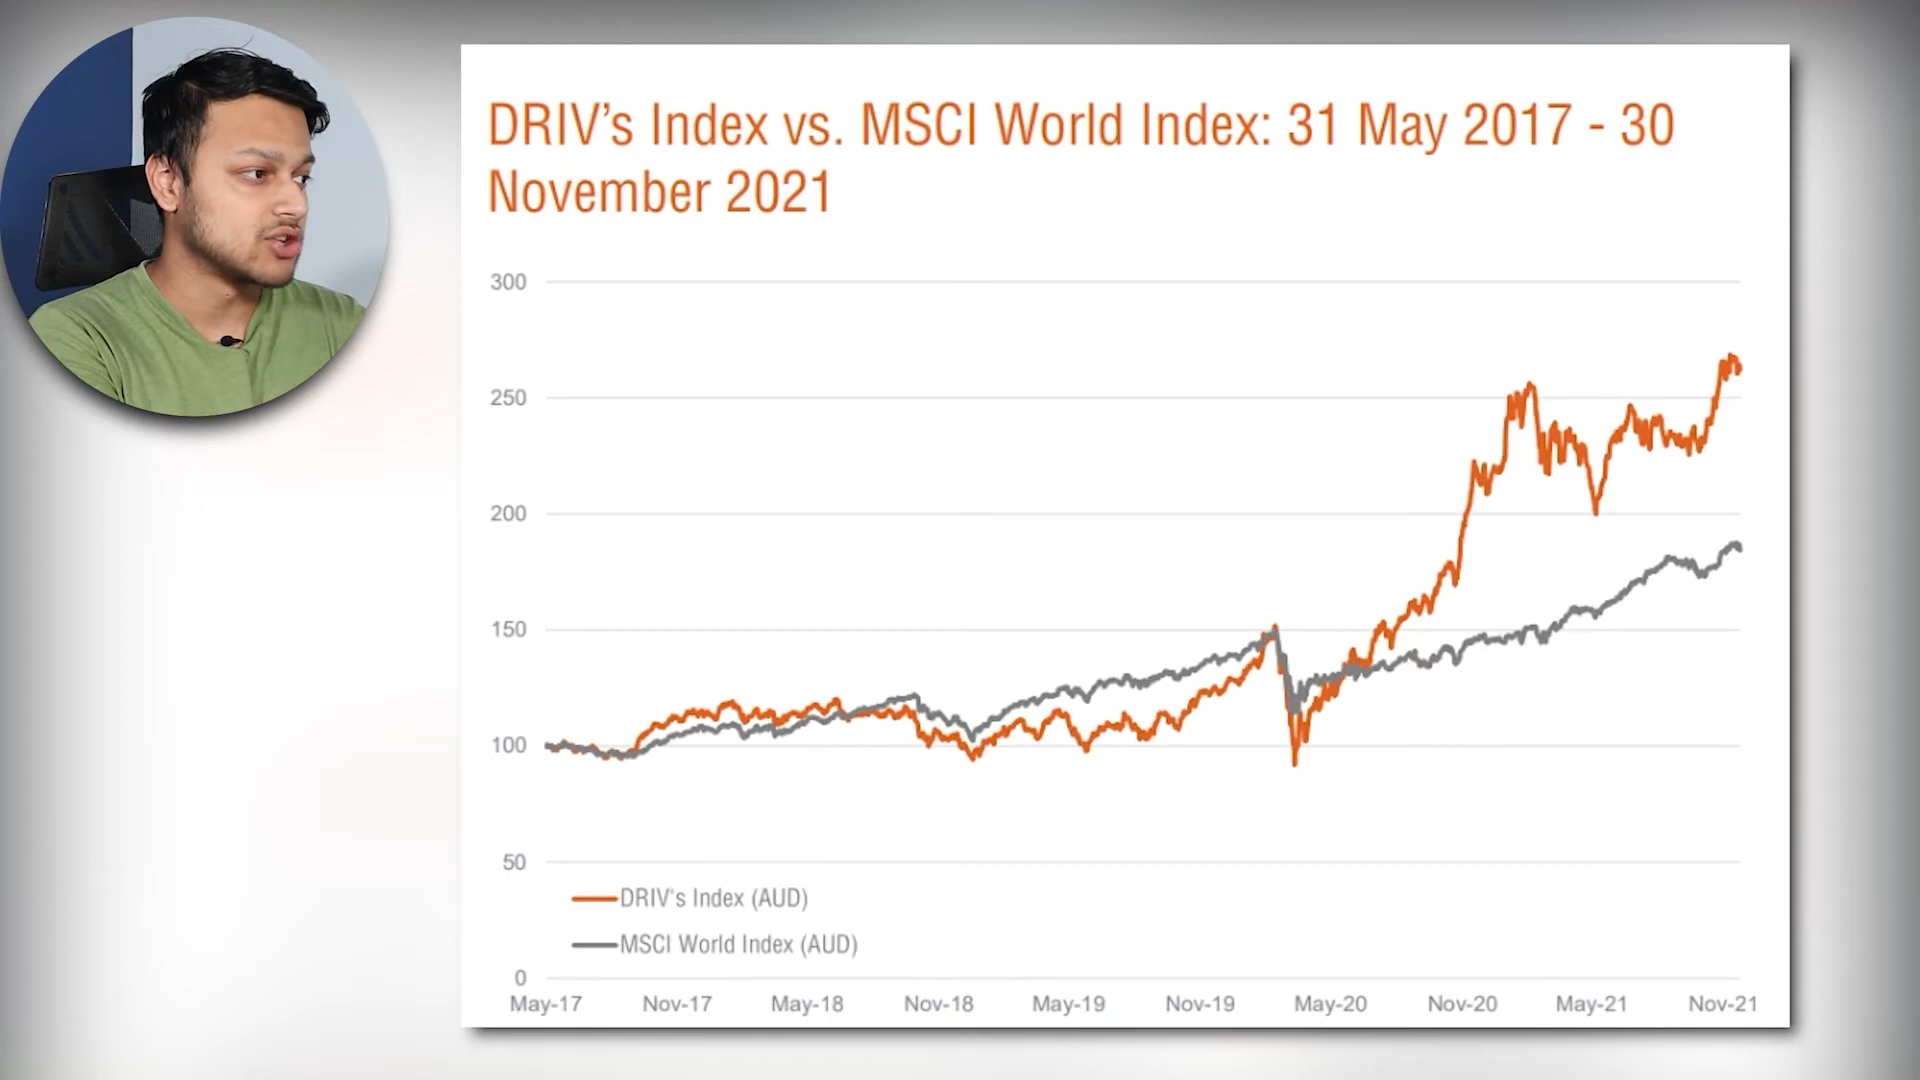 DRIV’s Index vs. MSCI World Index: 31 May 2017 - 30
November 2021
300
250
200
150
100
50
0
DRIV's Index (AUD)
MSCI World Index (AUD)
May-17 Nov-17 May-18 Nov-18 May-19 Nov-19 May-20 Nov-20 May-21 Nov-21